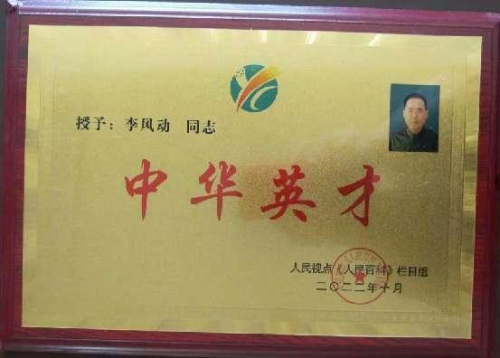 授予：李风动 同志
中华英才
人民视点《人民百科》栏目组
二〇二二年十月